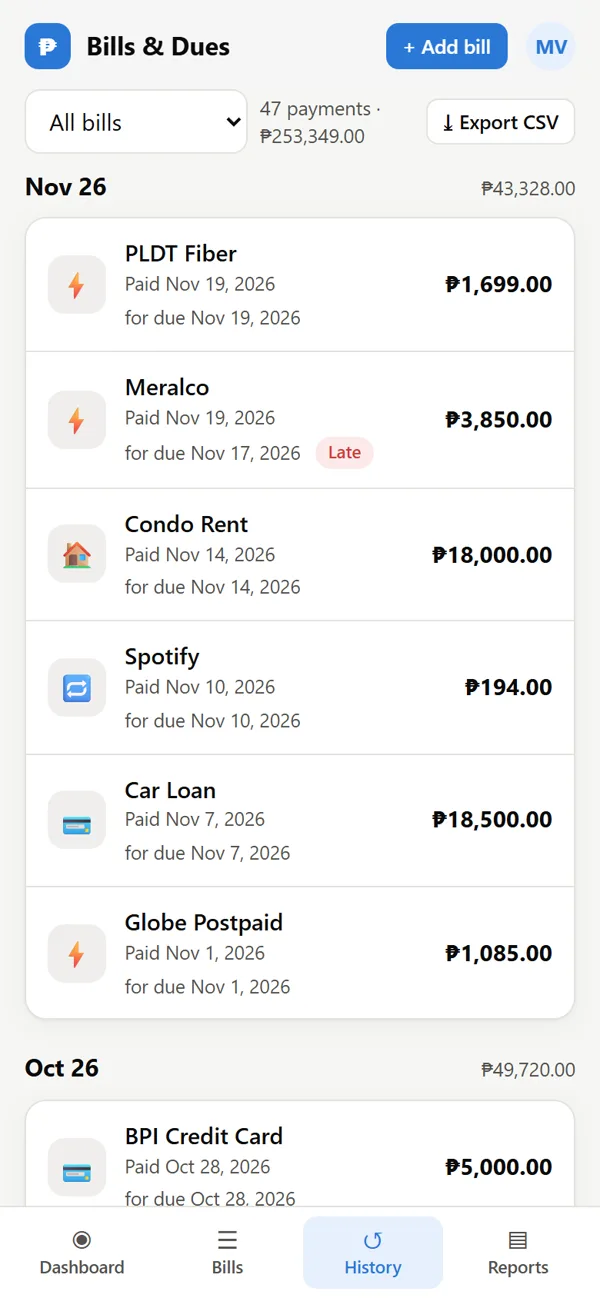 ₱ Bills & Dues + Add bill MV
All bills 47 payments · ₱253,349.00 ⤓ Export CSV
Nov 26 ₱43,328.00
PLDT Fiber
Paid Nov 19, 2026
for due Nov 19, 2026
₱1,699.00
Meralco
Paid Nov 19, 2026
for due Nov 17, 2026 Late
₱3,850.00
Condo Rent
Paid Nov 14, 2026
for due Nov 14, 2026
₱18,000.00
Spotify
Paid Nov 10, 2026
for due Nov 10, 2026
₱194.00
Car Loan
Paid Nov 7, 2026
for due Nov 7, 2026
₱18,500.00
Globe Postpaid
Paid Nov 1, 2026
for due Nov 1, 2026
₱1,085.00
Oct 26 ₱49,720.00
BPI Credit Card
Paid Oct 28, 2026
for due Oct 28, 2026
₱5,000.00
Dashboard Bills History Reports